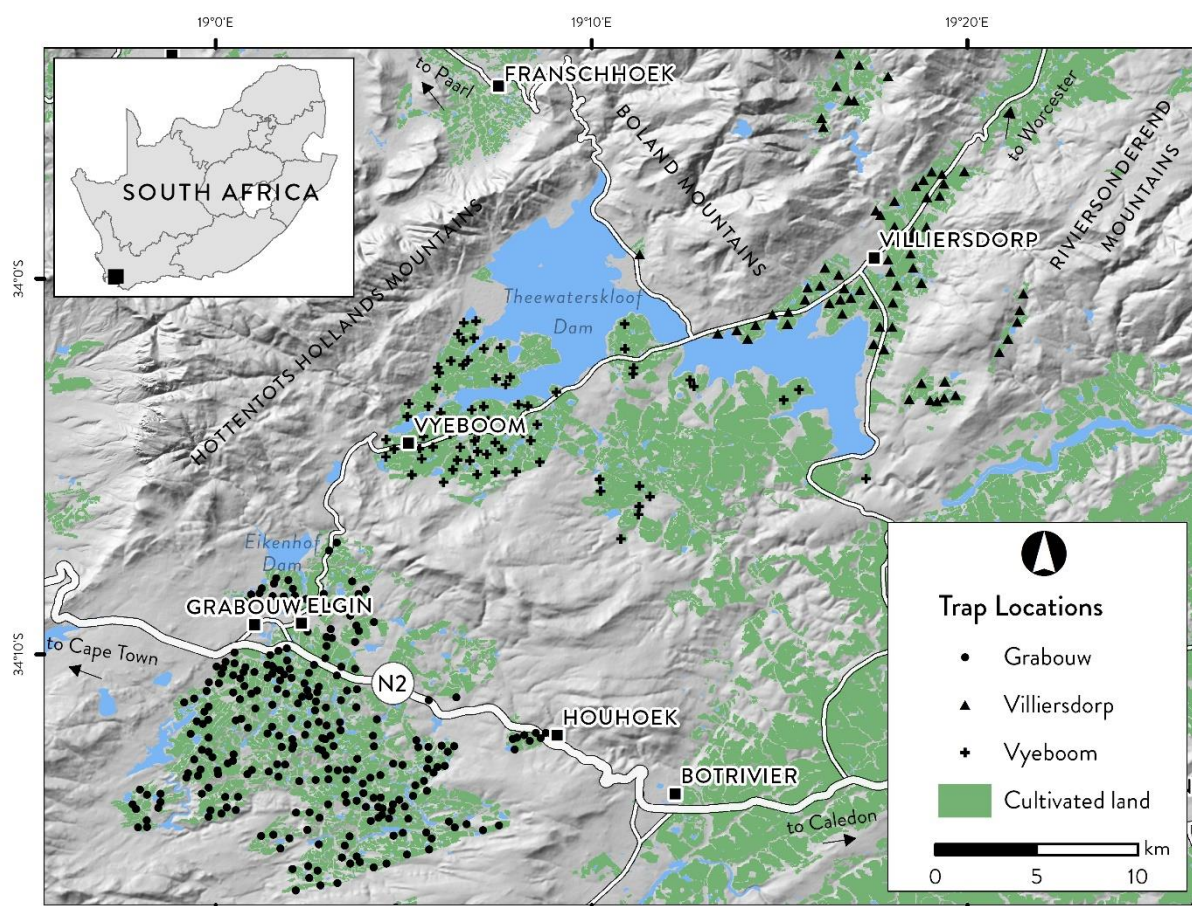 19°0'E
19°10'E
19°20'E
34°0'S
34°10'S
SOUTH AFRICA
to Paarl
FRANSCHHOEK
BOLAND MOUNTAINS
to Worcester
RIVIERSONDEREND
MOUNTAINS
HOTTENTOTS HOLLANDS MOUNTAINS
VILLIERSDORP
Theewaterskloof
Dam
VYEBOOM
Eikenhof
Dam
GRABOUW
ELGIN
to Cape Town
N2
HOUHOEK
BOTRIVIER
to Caledon
Trap Locations
Grabouw
Villiersdorp
Vyeboom
Cultivated land
km
0 5 10